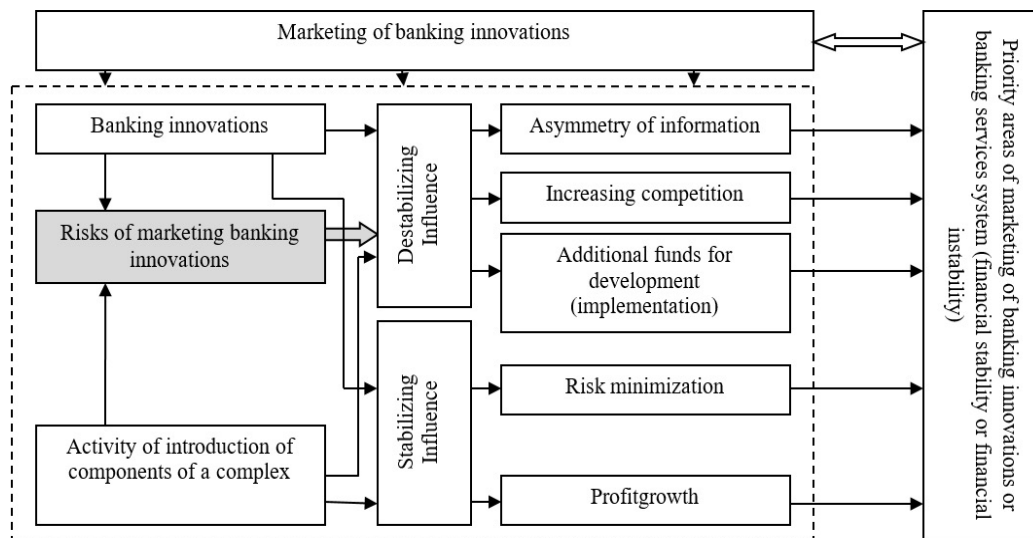 Marketing of banking innovations
Banking innovations
Risks of marketing banking
innovations
Activity of introduction of
components of a complex
Destabilizing
Influence
Stabilizing
Influence
Asymmetry of information
Increasing competition
Additional funds for
development
(implementation)
Risk minimization
Profitgrowth
Priority areas of marketing of banking innovations or
banking services system (financial stability or financial
instability)